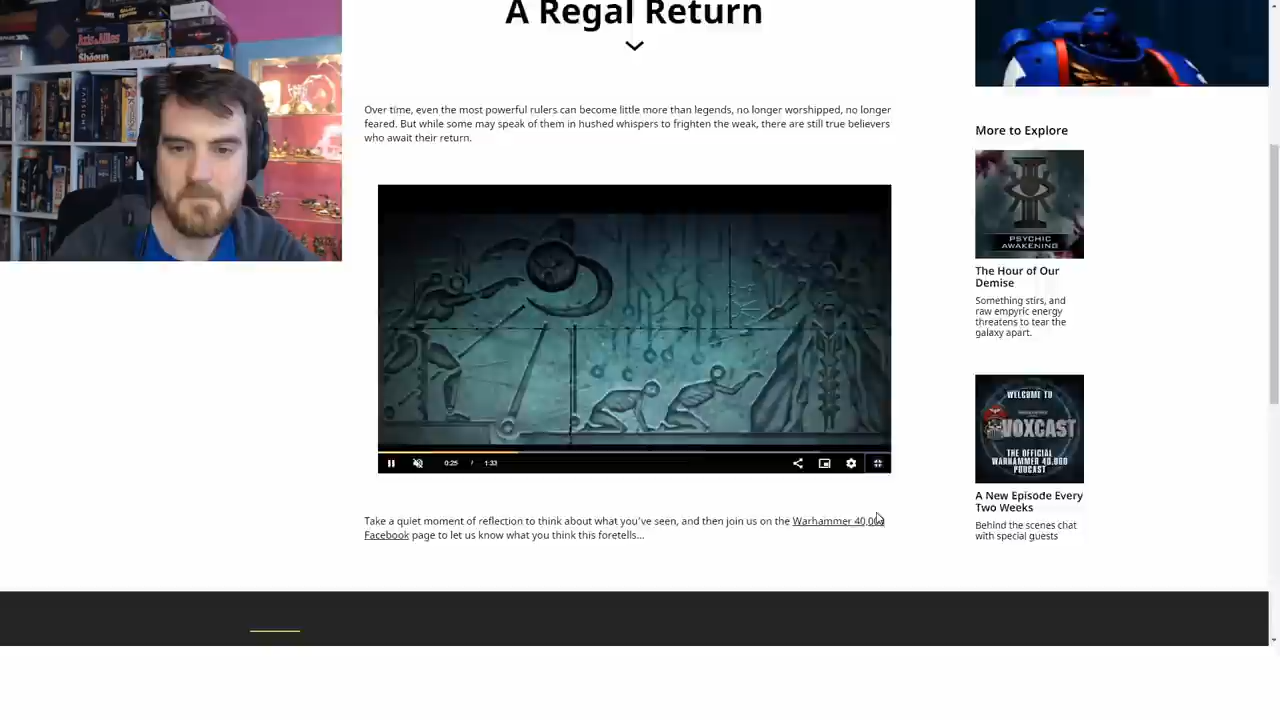 A Regal Return
Over time, even the most powerful rulers can become little more than legends, no longer worshipped, no longer
feared. But while some may speak of them in hushed whispers to frighten the weak, there are still true believers
who await their return.
0:25 / 1:33
Take a quiet moment of reflection to think about what you've seen, and then join us on the Warhammer 40,000
Facebook page to let us know what you think this foretells...
More to Explore
PSYCHIC
AWAKENING
The Hour of Our
Demise
Something stirs, and
raw empyric energy
threatens to tear the
galaxy apart.
WELCOME TO
VOXCAST
THE OFFICIAL
WARHAMMER 40,000
PODCAST
A New Episode Every
Two Weeks
Behind the scenes chat
with special guests
Axis&Allies
Shogun
FARSIGHT